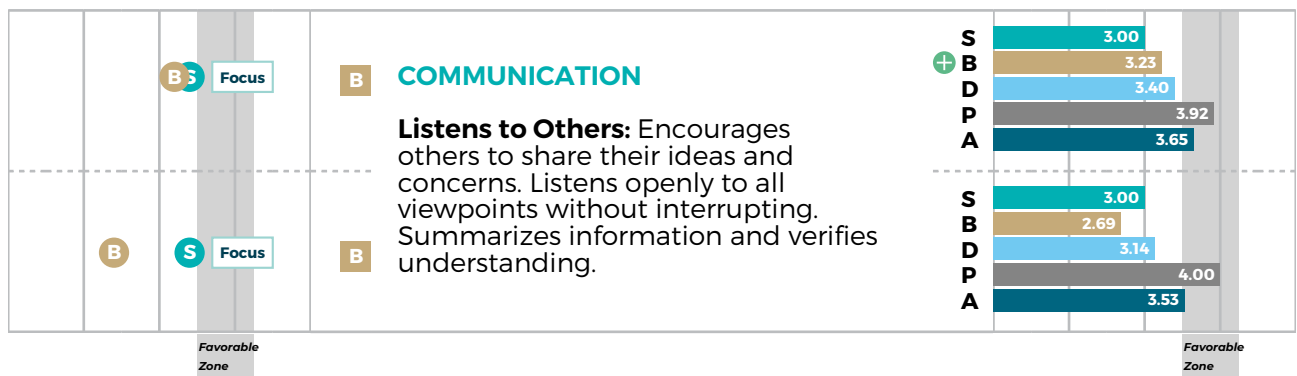 B S Focus
B
COMMUNICATION
Listens to Others: Encourages
others to share their ideas and
concerns. Listens openly to all
viewpoints without interrupting.
Summarizes information and verifies
understanding.
S 3.00
B 3.23
D 3.40
P 3.92
A 3.65
B S Focus
B
S 3.00
B 2.69
D 3.14
P 4.00
A 3.53
Favorable
Zone
Favorable
Zone